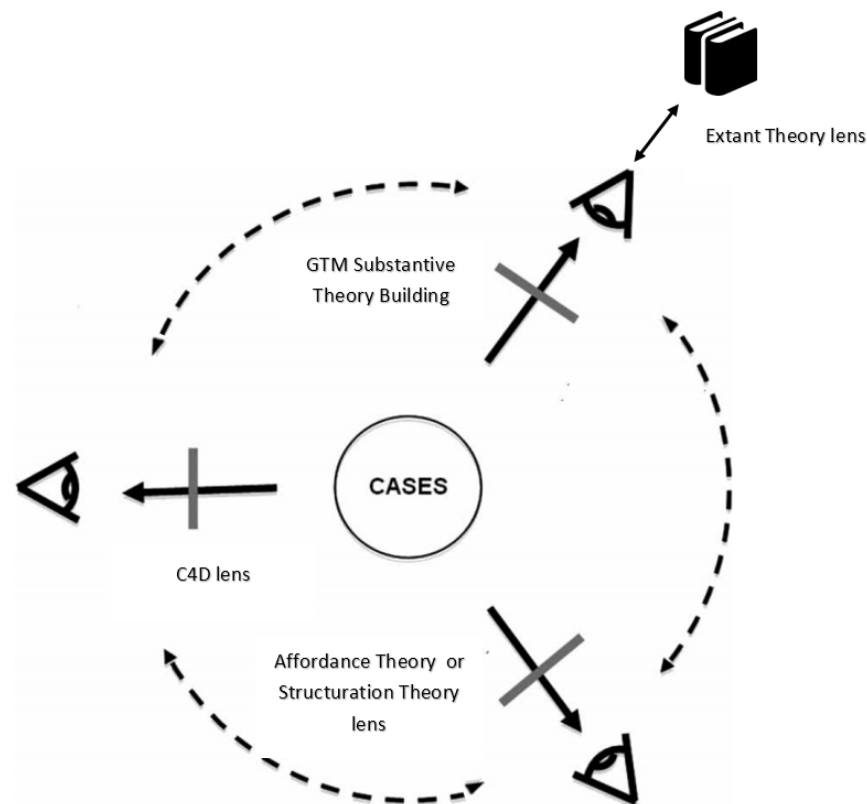 Extant Theory lens
GTM Substantive
Theory Building
CASES
C4D lens
Affordance Theory or
Structuration Theory
lens